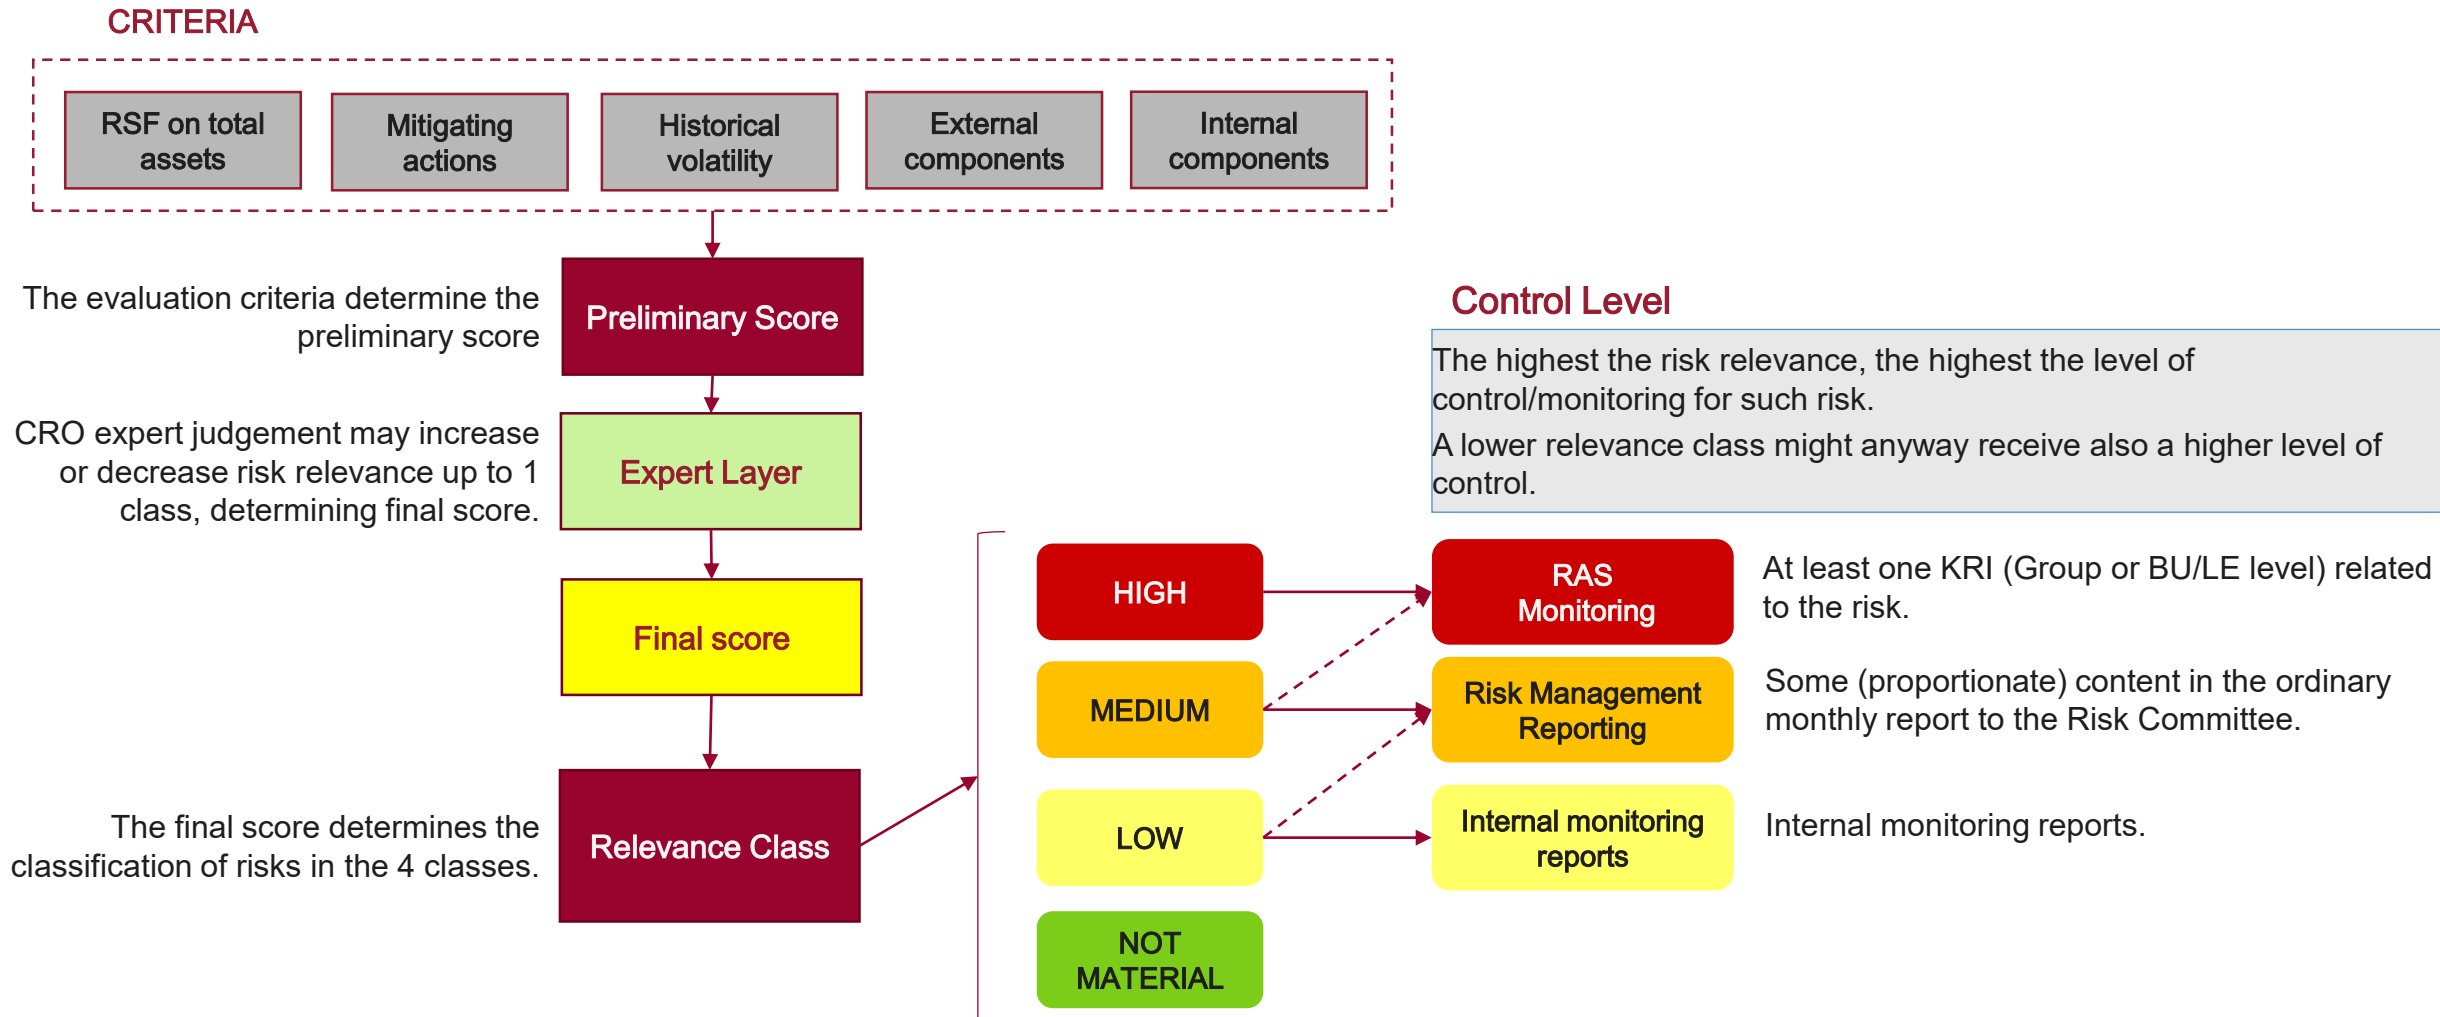 CRITERIA
RSF on total
assets
Mitigating
actions
Historical
volatility
External
components
Internal
components
The evaluation criteria determine the
preliminary score
Preliminary Score
CRO expert judgement may increase
or decrease risk relevance up to 1
class, determining final score.
Expert Layer
Final score
The final score determines the
classification of risks in the 4 classes.
Relevance Class
Control Level
The highest the risk relevance, the highest the level of
control/monitoring for such risk.
A lower relevance class might anyway receive also a higher level of
control.
HIGH
RAS
Monitoring
At least one KRI (Group or BU/LE level) related
to the risk.
MEDIUM
Risk Management
Reporting
Some (proportionate) content in the ordinary
monthly report to the Risk Committee.
LOW
Internal monitoring
reports
Internal monitoring reports.
NOT
MATERIAL